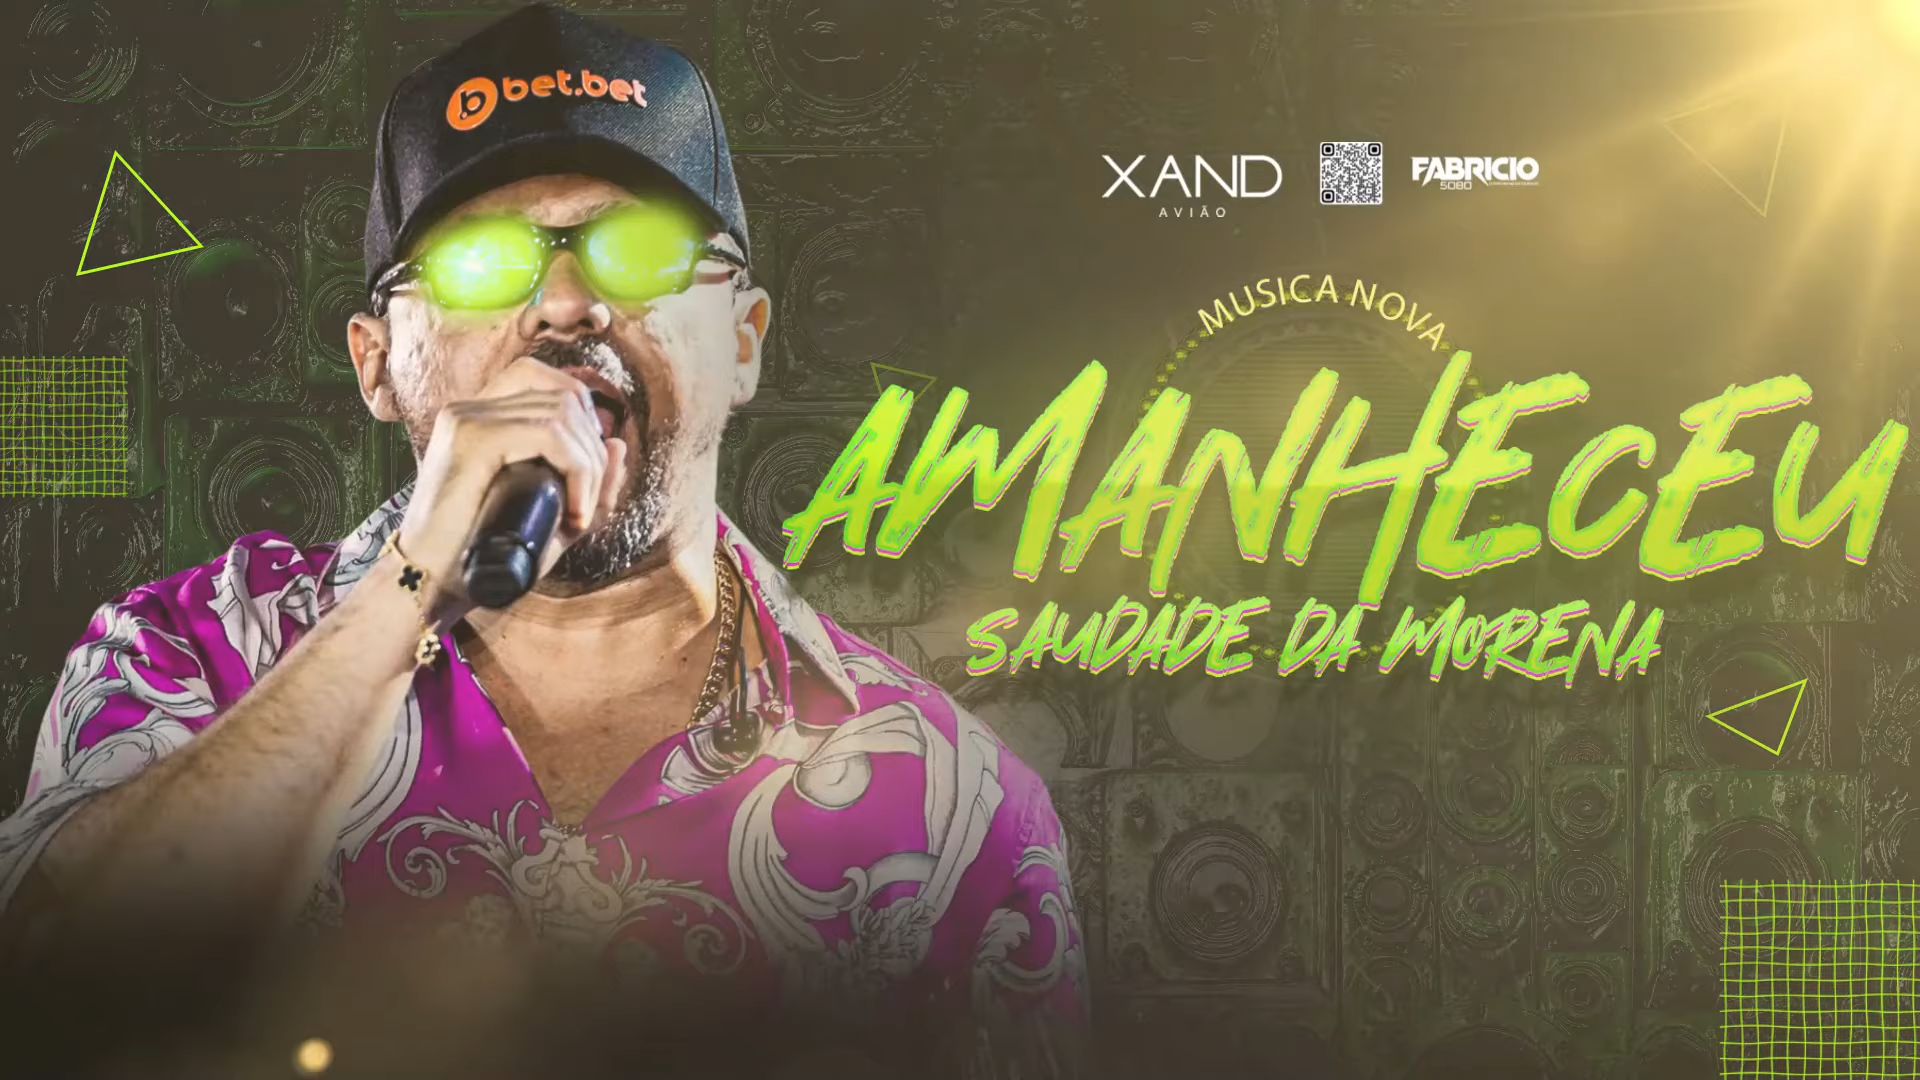 bet.bet
XAND
AVIÃO
FABRICIO
5080
MUSICA NOVA
AMANHECEU
SAUDADE DA MORENA